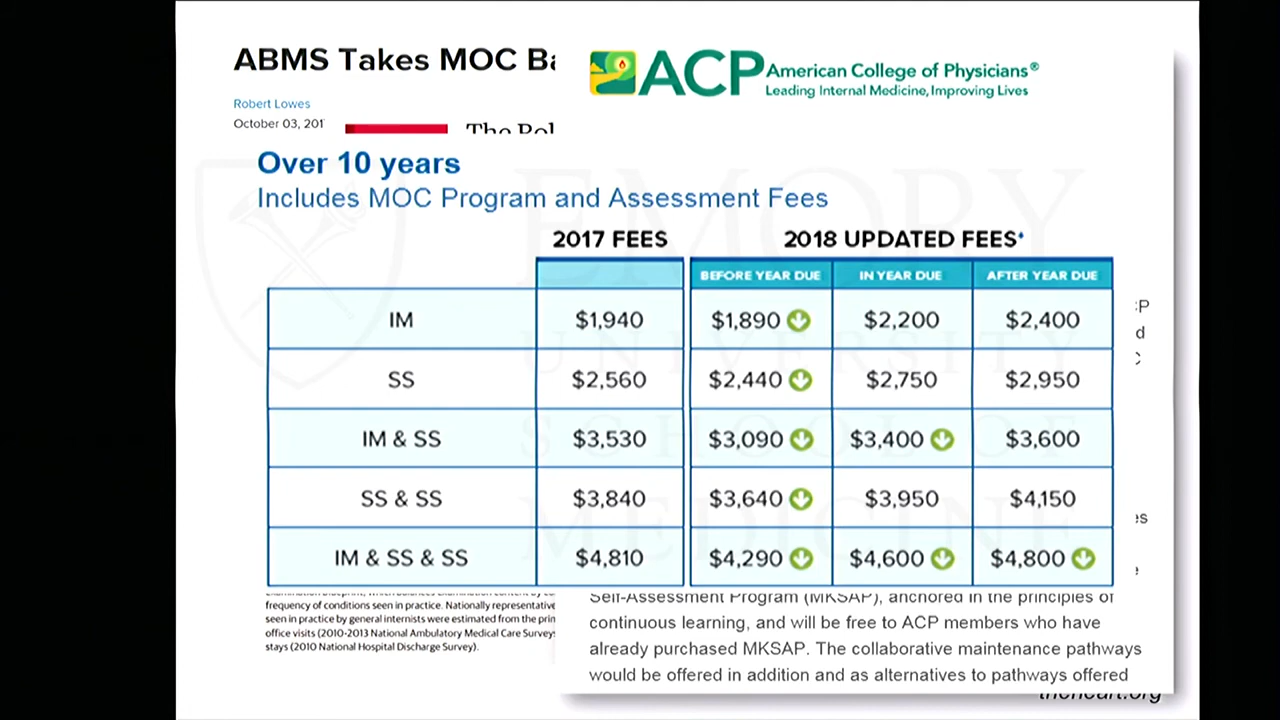 ABMS Takes MOC
ACP American College of Physicians®
Leading Internal Medicine, Improving Lives
Robert Lowes
October 03, 201
The
Over 10 years
Includes MOC Program and Assessment Fees
2017 FEES 2018 UPDATED FEES
BEFORE YEAR DUE IN YEAR DUE AFTER YEAR DUE
IM $1,940 $1,890 $2,200 $2,400
SS $2,560 $2,440 $2,750 $2,950
IM & SS $3,530 $3,090 $3,400 $3,600
SS & SS $3,840 $3,640 $3,950 $4,150
IM & SS & SS $4,810 $4,290 $4,600 $4,800
EMORY
UNIVERSITY
SCHOOL OF
MEDICINE
frequency of conditions seen in practice. Nationally representative
seen in practice by general internists were estimated from the
office visits (2010-2013 National Ambulatory Medical Care
stays (2010 National Hospital Discharge Survey).
Self-Assessment Program (MKSAP), anchored in the principles of
continuous learning, and will be free to ACP members who have
already purchased MKSAP. The collaborative maintenance pathways
would be offered in addition and as alternatives to pathways offered
theheart.org